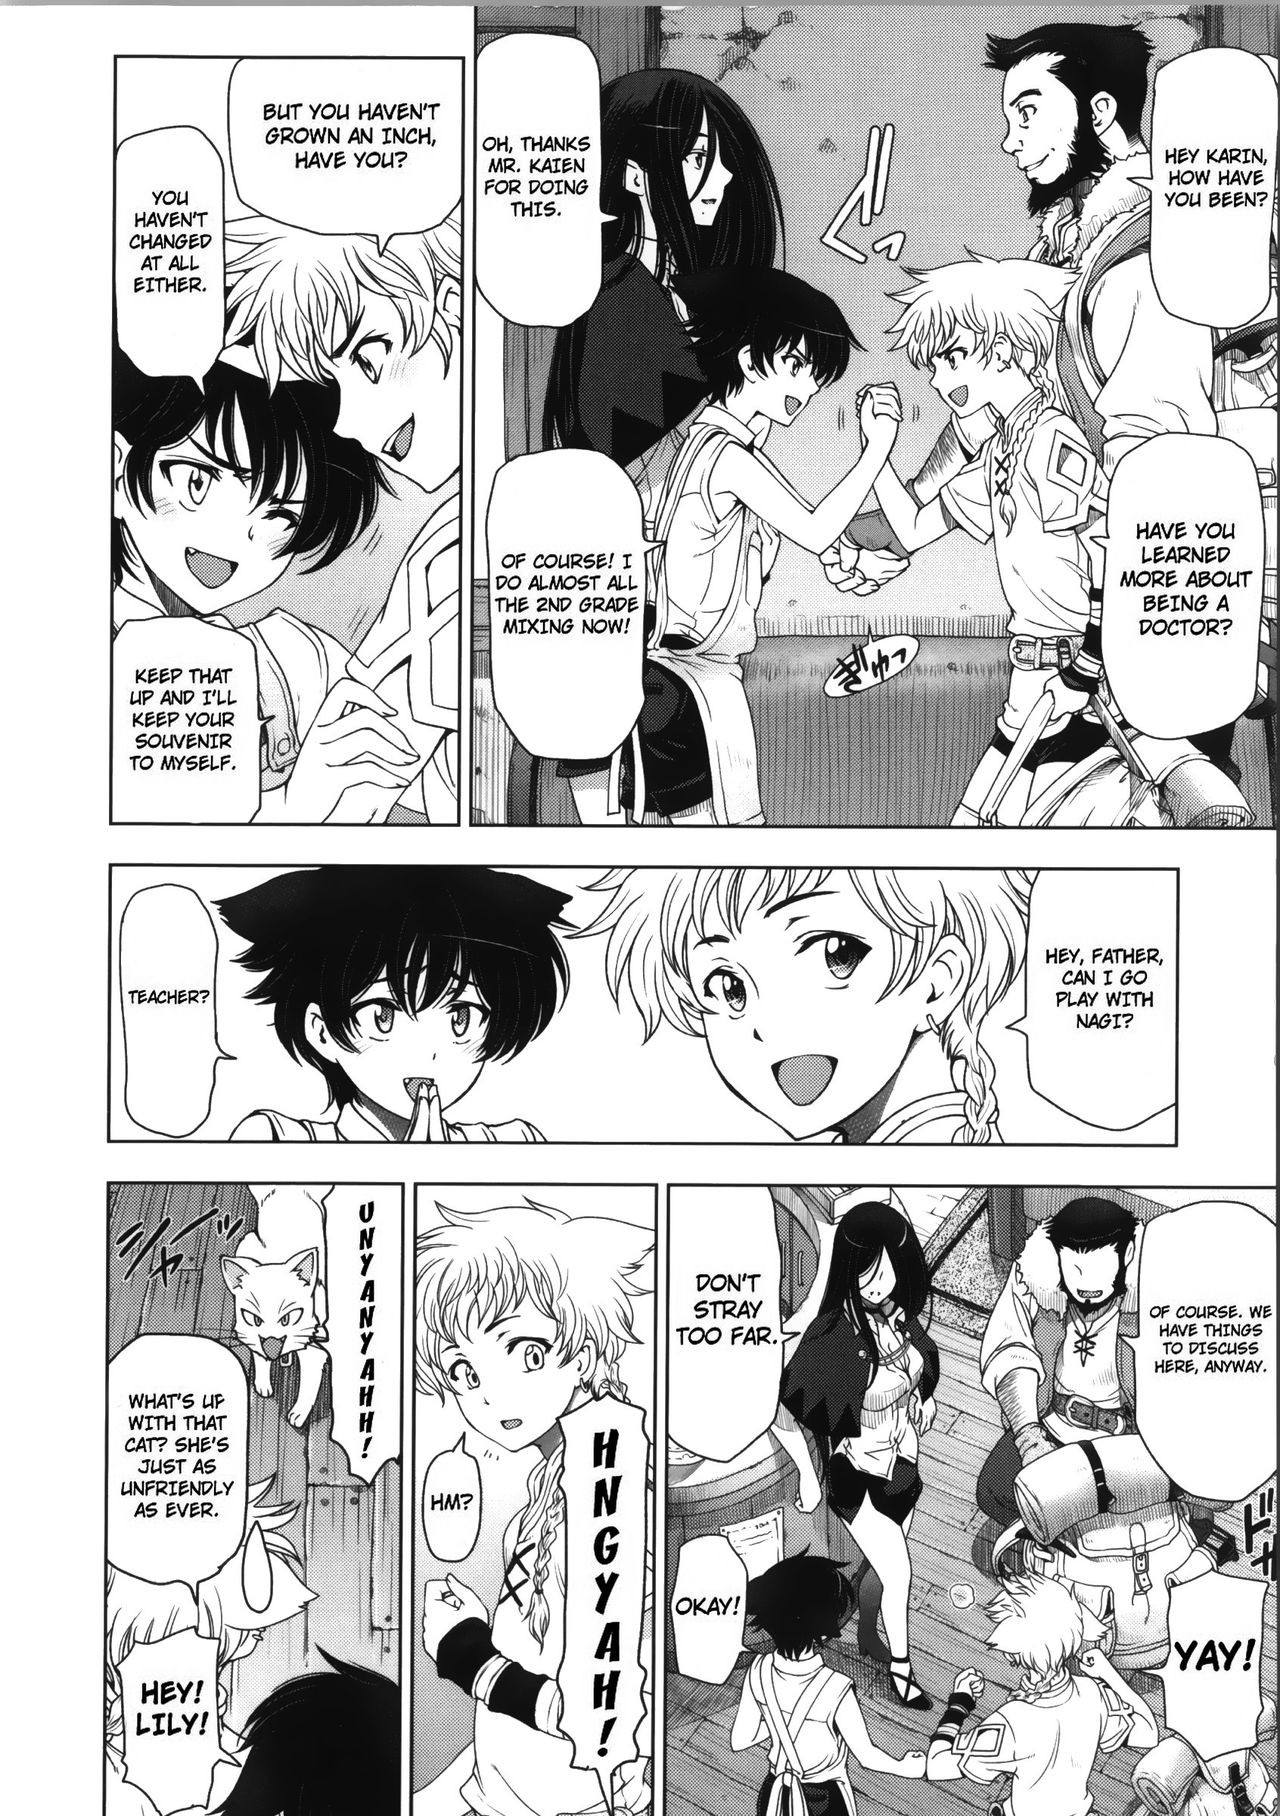 HEY KARIN,
HOW HAVE
YOU BEEN?
OH, THANKS
MR. KAIEN
FOR DOING
THIS.
HAVE YOU
LEARNED
MORE ABOUT
BEING A
DOCTOR?
OF COURSE! I
DO ALMOST ALL
THE 2ND GRADE
MIXING NOW!
ぎゅっ
BUT YOU HAVEN'T
GROWN AN INCH,
HAVE YOU?
YOU
HAVEN'T
CHANGED
AT ALL
EITHER.
KEEP THAT
UP AND I'LL
KEEP YOUR
SOUVENIR
TO MYSELF.
HEY, FATHER,
CAN I GO
PLAY WITH
NAGI?
TEACHER?
OF COURSE. WE
HAVE THINGS
TO DISCUSS
HERE, ANYWAY.
DON'T
STRAY
TOO FAR.
YAY!
OKAY!
HNGYAH!
HM?
UNYANYAHH!
WHAT'S UP
WITH THAT
CAT? SHE'S
JUST AS
UNFRIENDLY
AS EVER.
HEY!
LILY!